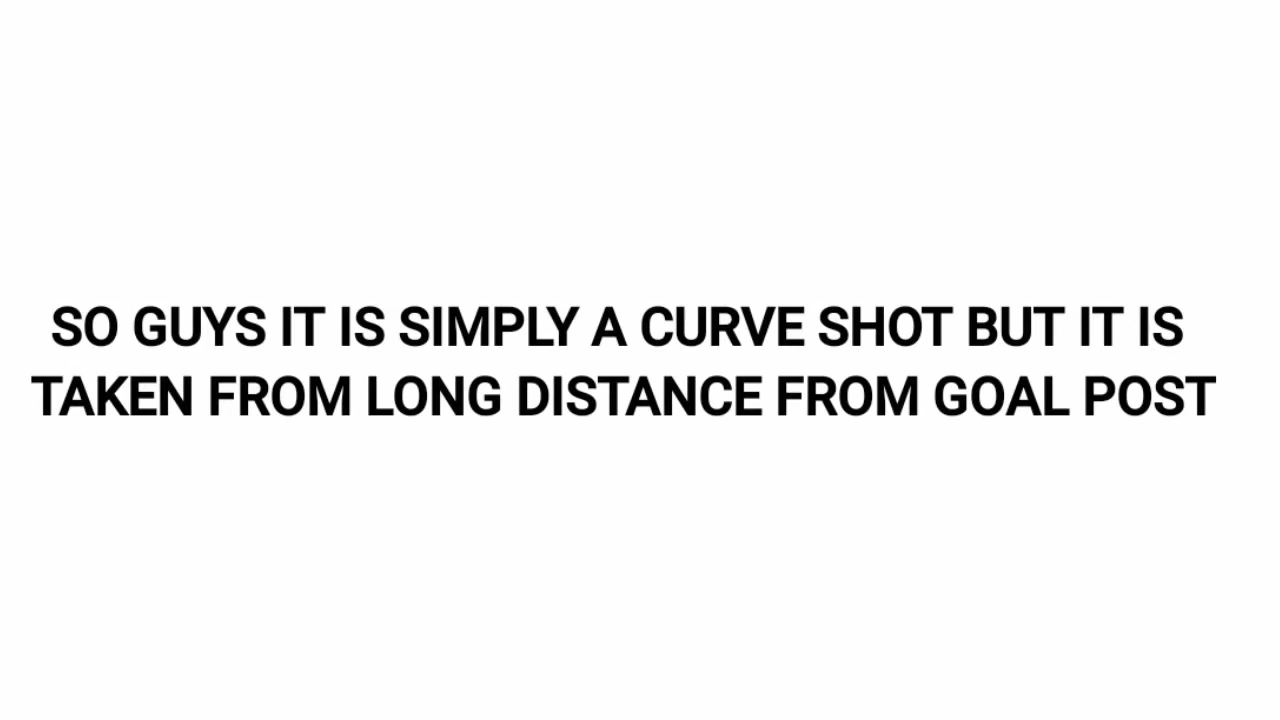 SO GUYS IT IS SIMPLY A CURVE SHOT BUT IT IS
TAKEN FROM LONG DISTANCE FROM GOAL POST